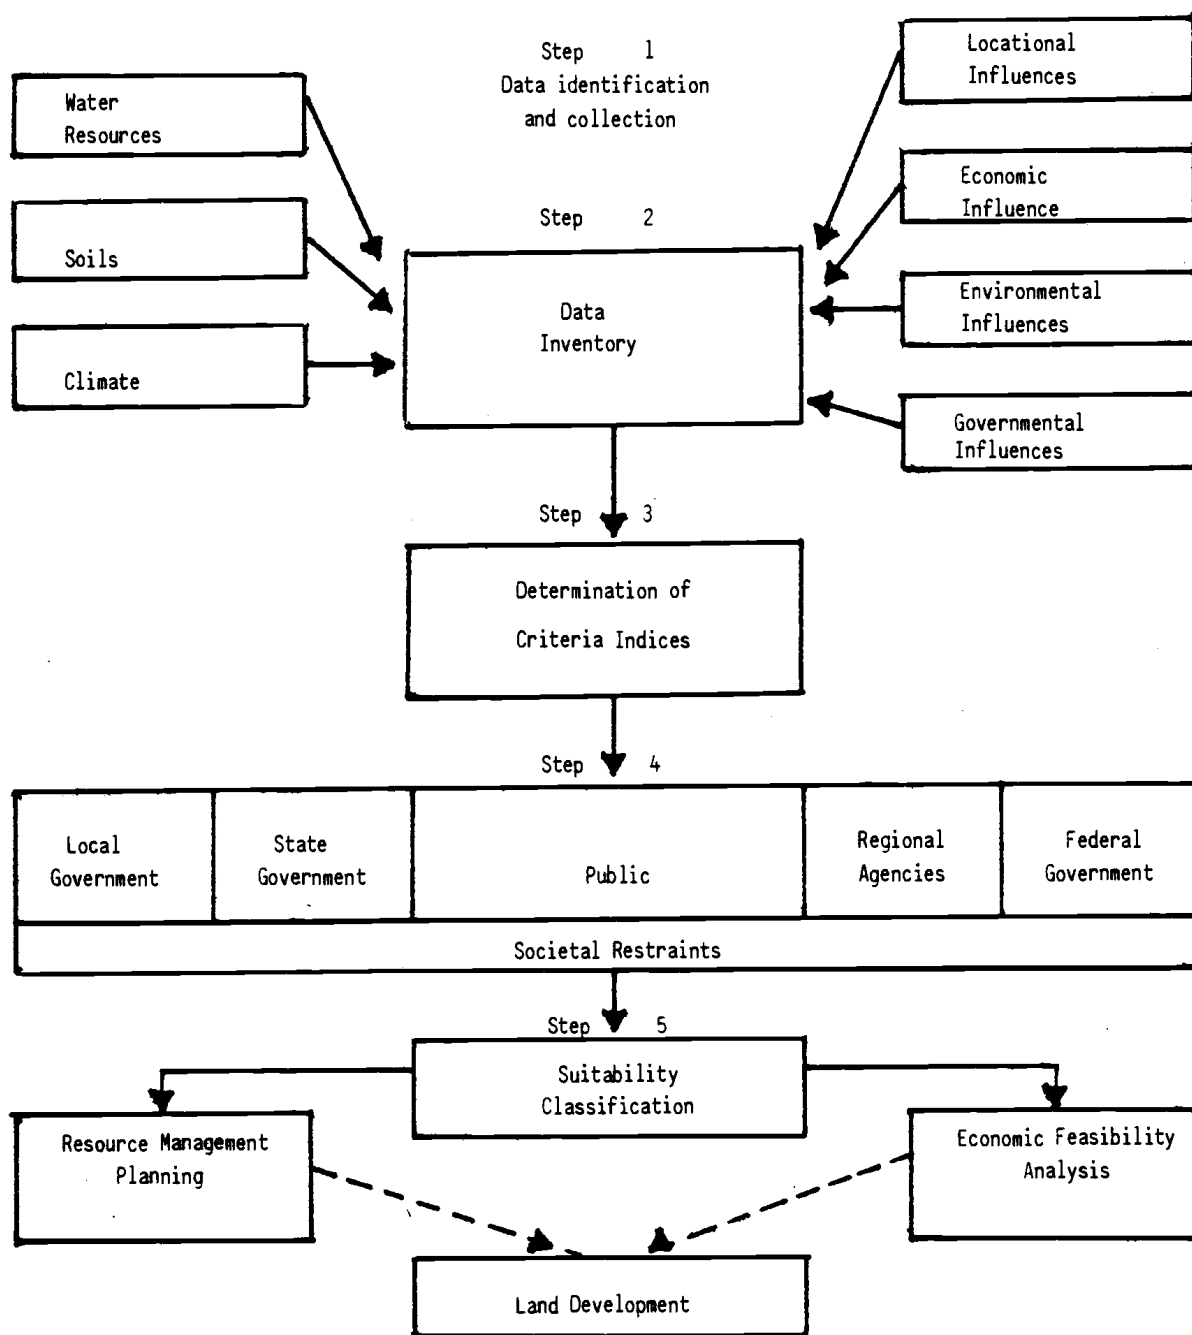 Step 1
Data identification
and collection
Water
Resources
Soils
Climate
Locational
Influences
Economic
Influence
Environmental
Influences
Governmental
Influences
Step 2
Data
Inventory
Step 3
Determination of
Criteria Indices
Step 4
Local
Government
State
Government
Public
Regional
Agencies
Federal
Government
Societal Restraints
Step 5
Suitability
Classification
Resource Management
Planning
Economic Feasibility
Analysis
Land Development